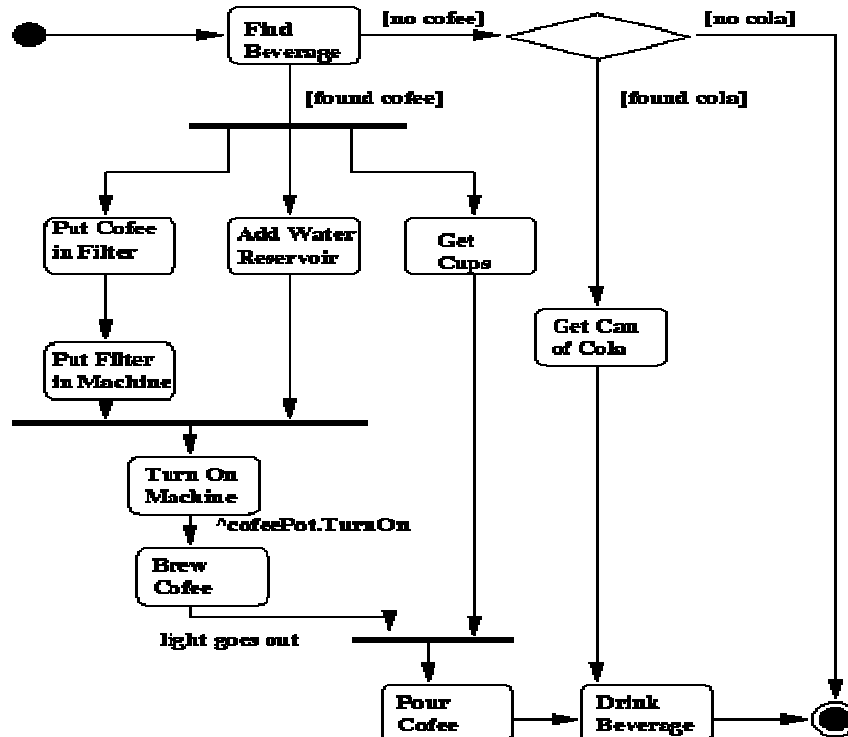 Find
Beverage
[no cofee]
[no cola]
[found cofee]
[found cola]
Put Cofee
in Filter
Add Water
Reservoir
Get
Cups
Get Can
of Cola
Put Filter
in Machine
Turn On
Machine
^cofeePot.TurnOn
Brew
Cofee
light goes out
Pour
Cofee
Drink
Beverage